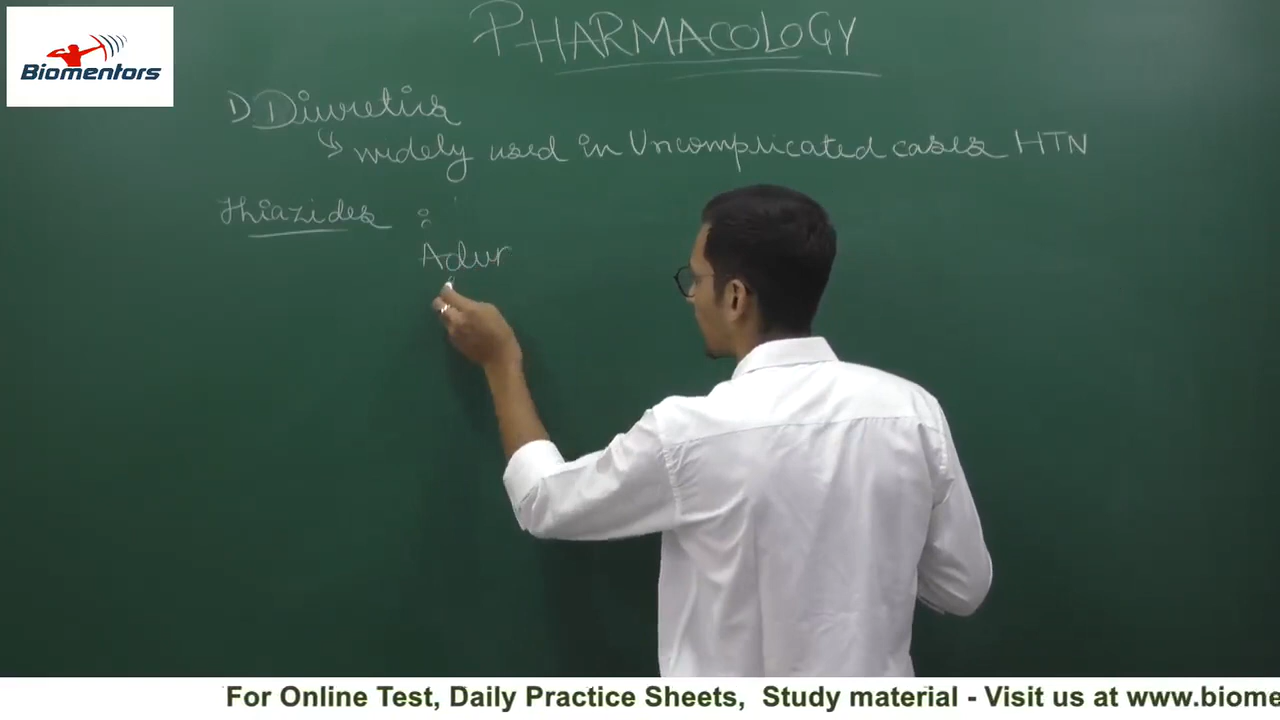 Biomentors
PHARMACOLOGY
1) Diuretics
widely used in Uncomplicated cases HTN
Thiazides :
Advr
For Online Test, Daily Practice Sheets, Study material - Visit us at www.biome